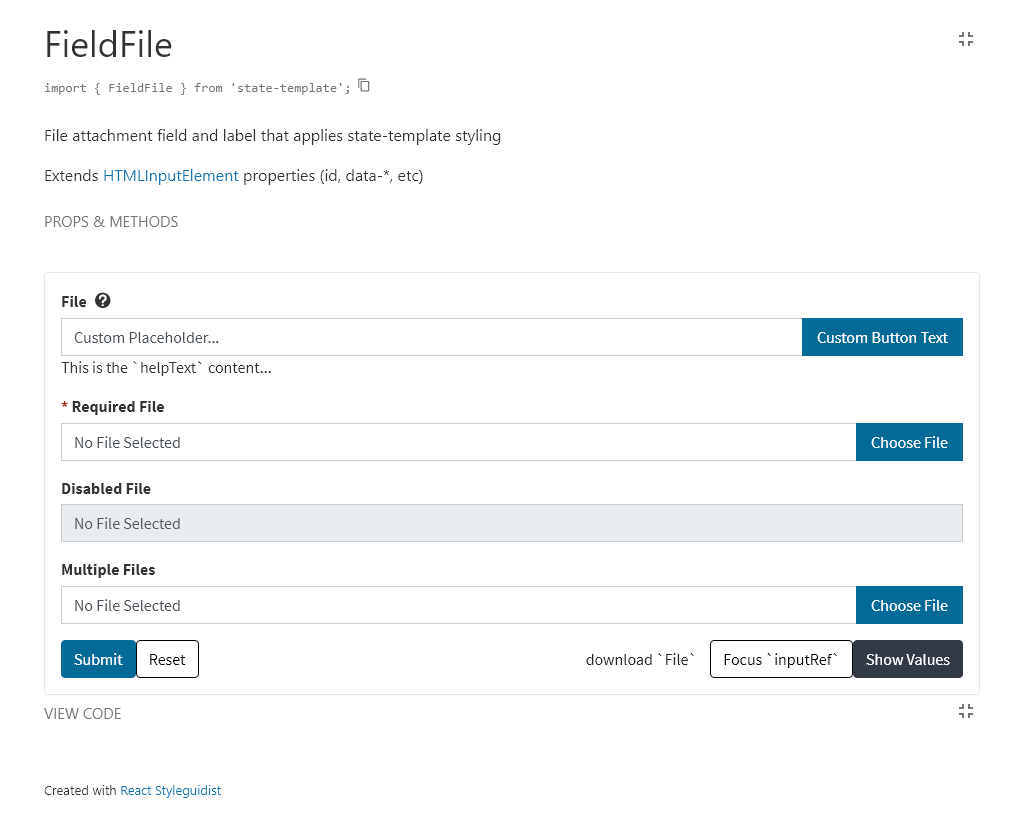 FieldFile
import { FieldFile } from 'state-template';
File attachment field and label that applies state-template styling
Extends HTMLInputElement properties (id, data-*, etc)
PROPS & METHODS
File
Custom Placeholder... Custom Button Text
This is the `helpText` content...
* Required File
No File Selected Choose File
Disabled File
No File Selected
Multiple Files
No File Selected Choose File
Submit Reset download `File` Focus `inputRef` Show Values
VIEW CODE
Created with React Styleguidist